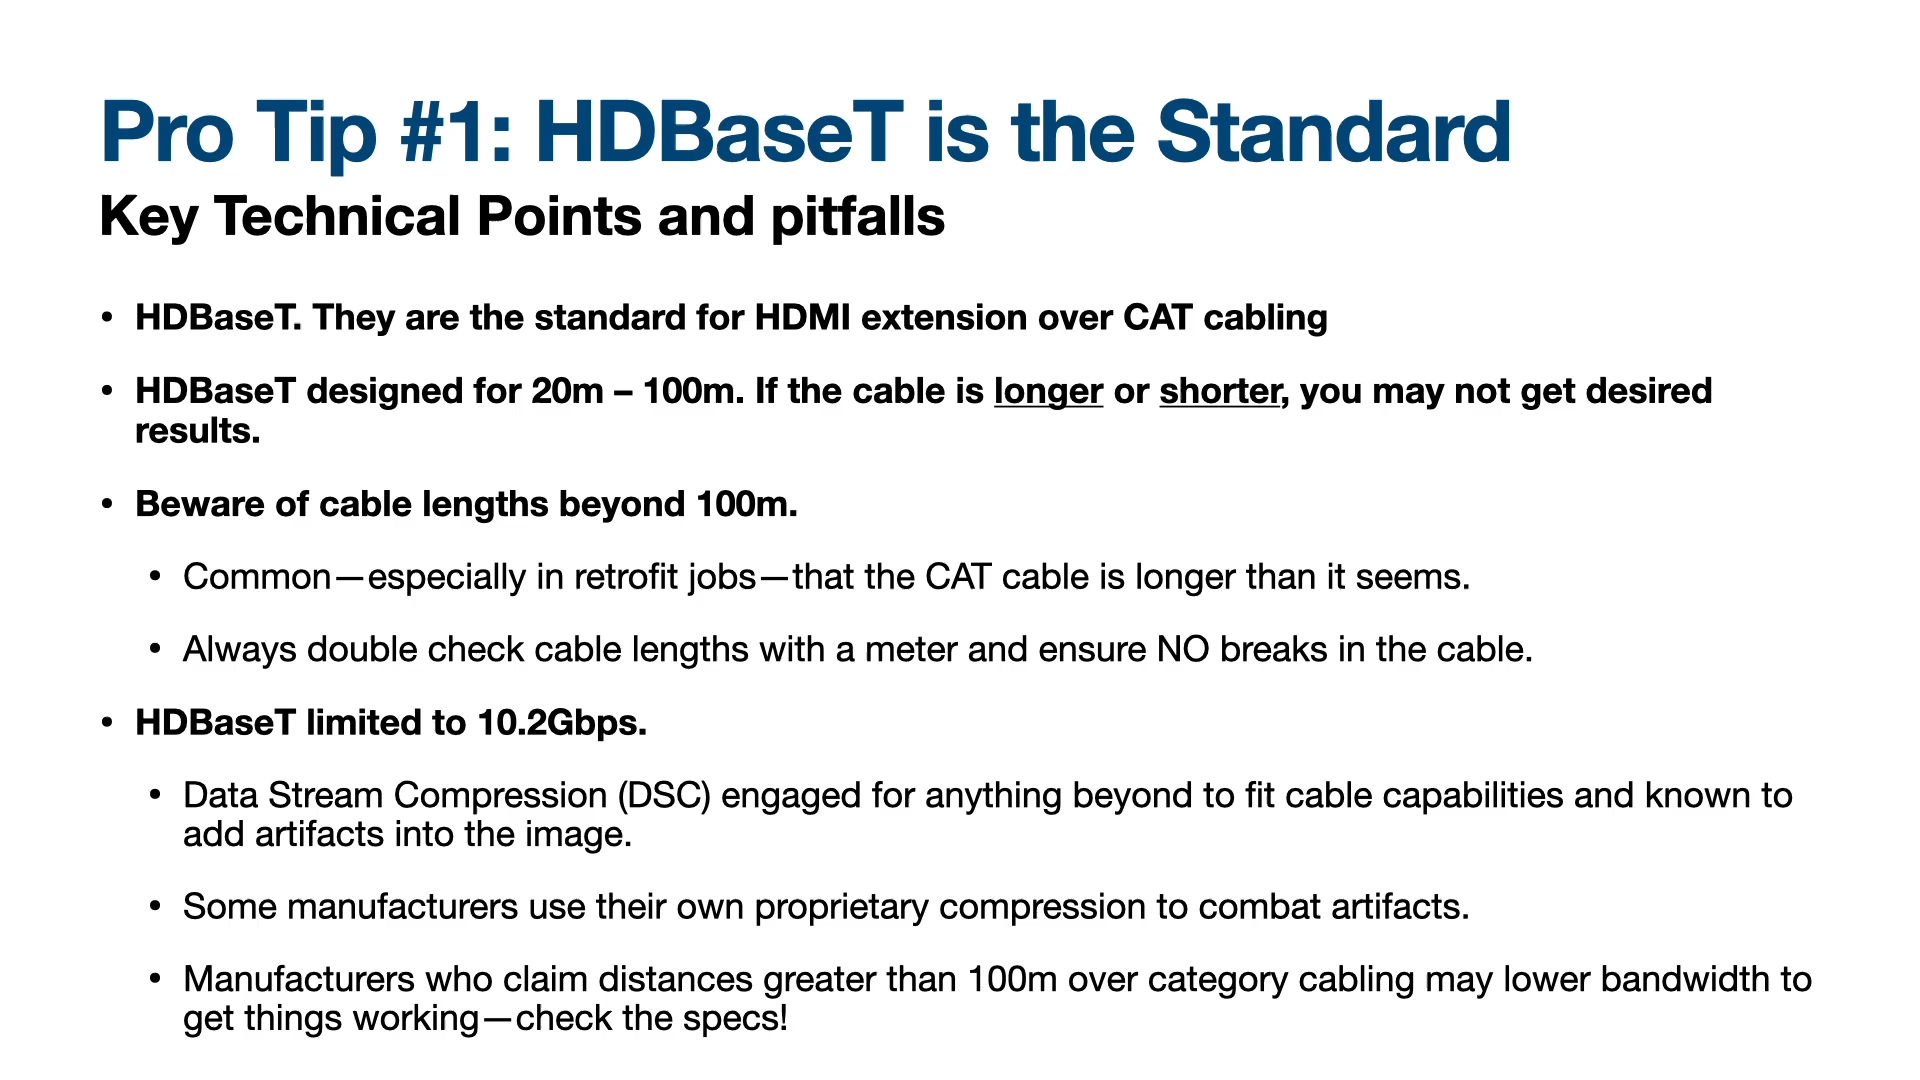 Pro Tip #1: HDBaseT is the Standard
Key Technical Points and pitfalls
• HDBaseT. They are the standard for HDMI extension over CAT cabling
• HDBaseT designed for 20m – 100m. If the cable is longer or shorter, you may not get desired
results.
• Beware of cable lengths beyond 100m.
• Common—especially in retrofit jobs—that the CAT cable is longer than it seems.
• Always double check cable lengths with a meter and ensure NO breaks in the cable.
• HDBaseT limited to 10.2Gbps.
• Data Stream Compression (DSC) engaged for anything beyond to fit cable capabilities and known to
add artifacts into the image.
• Some manufacturers use their own proprietary compression to combat artifacts.
• Manufacturers who claim distances greater than 100m over category cabling may lower bandwidth to
get things working—check the specs!